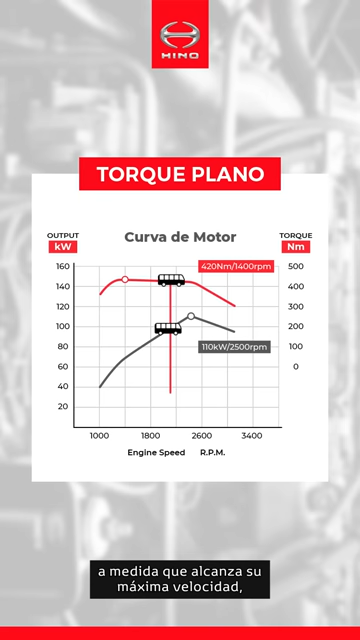 HINO
TORQUE PLANO
OUTPUT
kW
Curva de Motor
TORQUE
Nm
420Nm/1400rpm
160
140
120
100
80
60
40
20
500
400
300
200
100
0
110kW/2500rpm
1000 1800 2600 3400
Engine Speed R.P.M.
a medida que alcanza su
máxima velocidad,